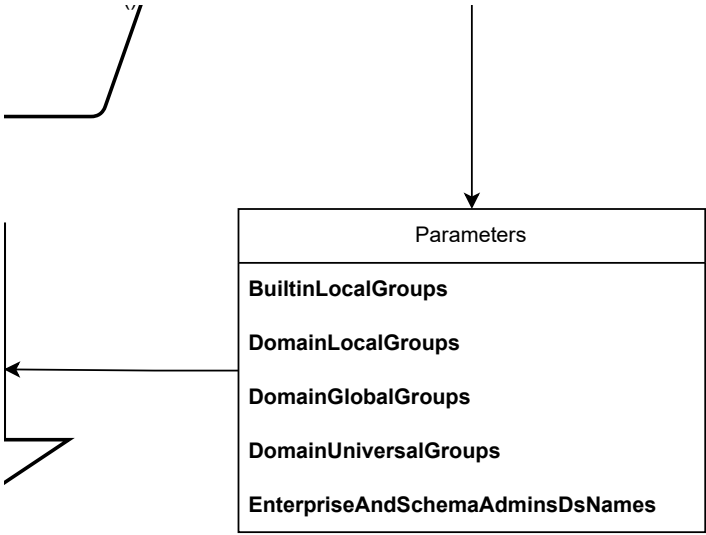 Parameters
BuiltinLocalGroups
DomainLocalGroups
DomainGlobalGroups
DomainUniversalGroups
EnterpriseAndSchemaAdminsDsNames